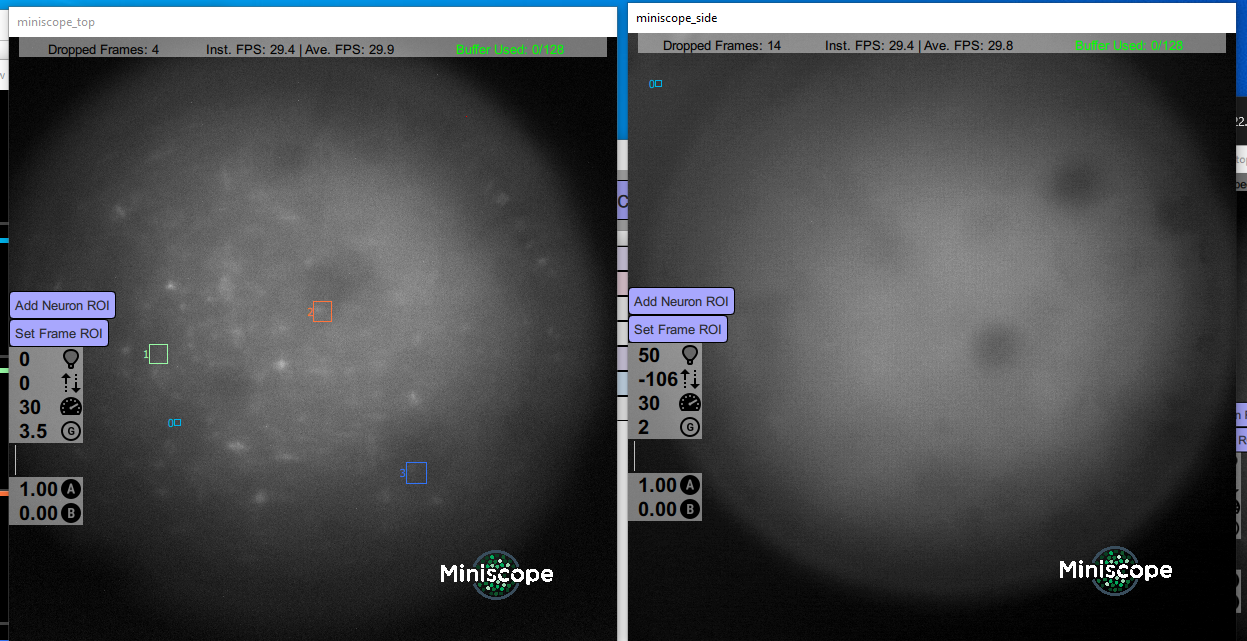 miniscope_top
Dropped Frames: 4 Inst. FPS: 29.4 | Ave. FPS: 29.9 Buffer Used: 0/128
Add Neuron ROI
2
Set Frame ROI
1
0
0
30
0
3.5 G
3
1.00 A
0.00 B
Miniscope
miniscope_side
Dropped Frames: 14 Inst. FPS: 29.4 | Ave. FPS: 29.8 Buffer Used: 0/128
0
Add Neuron ROI
Set Frame ROI
50
-106
30
2 G
1.00 A
0.00 B
Miniscope
22.